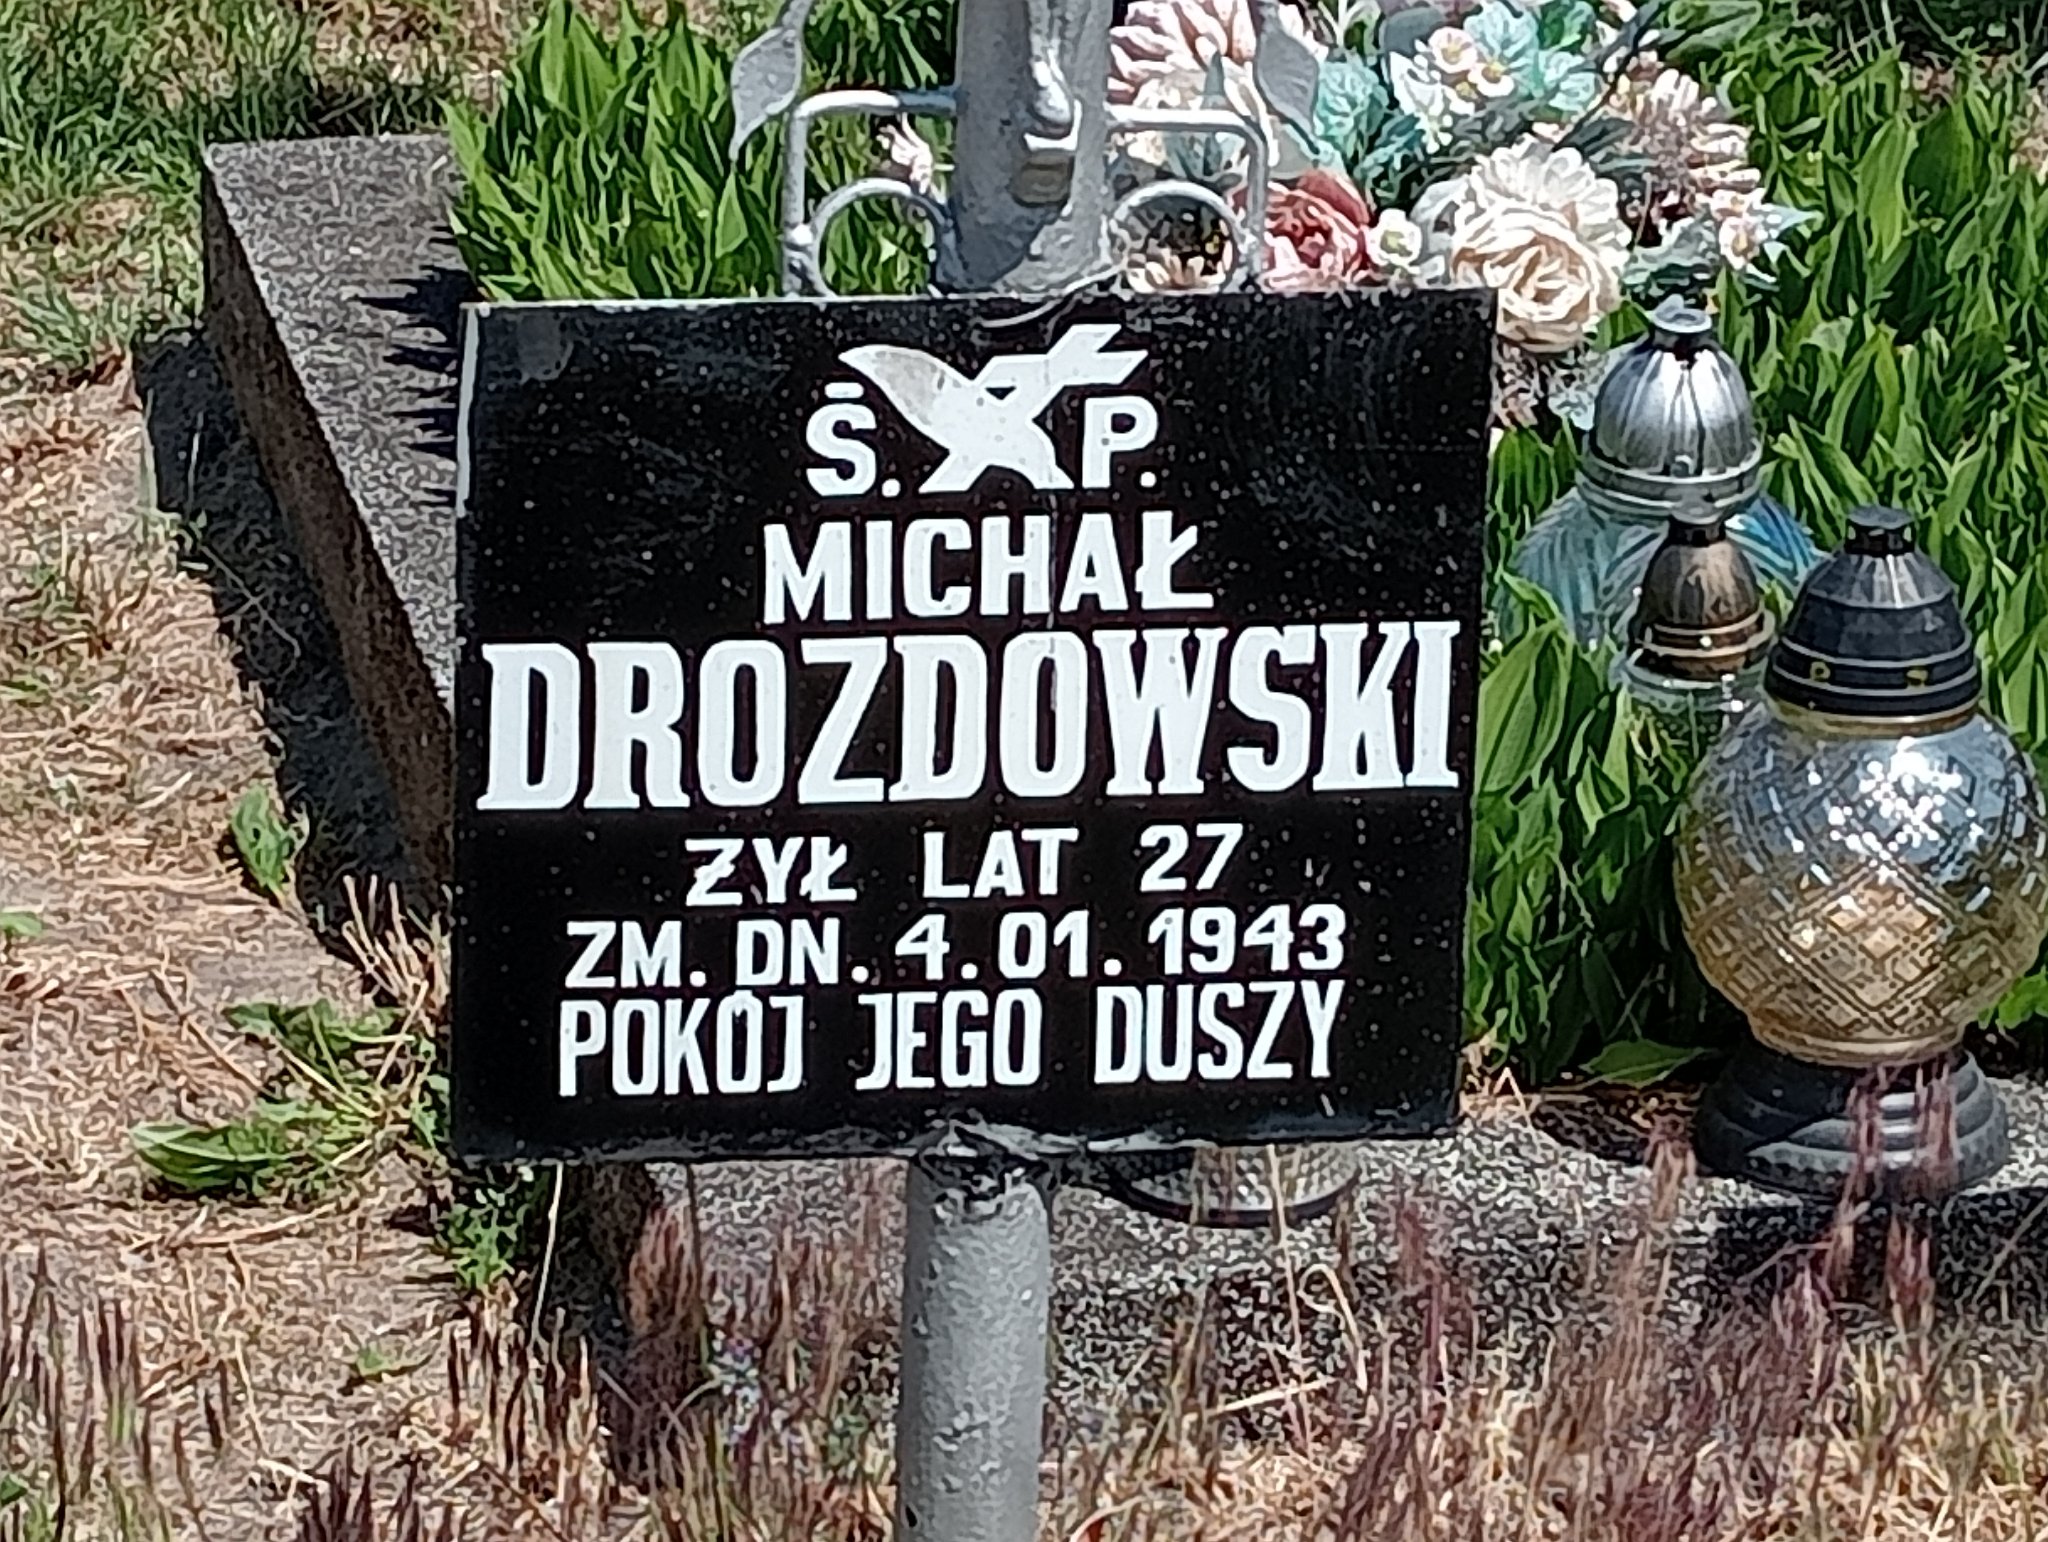 Ś. P.
MICHAŁ
DROZDOWSKI
ŻYŁ LAT 27
ZM. DN. 4. 01. 1943
POKÓJ JEGO DUSZY